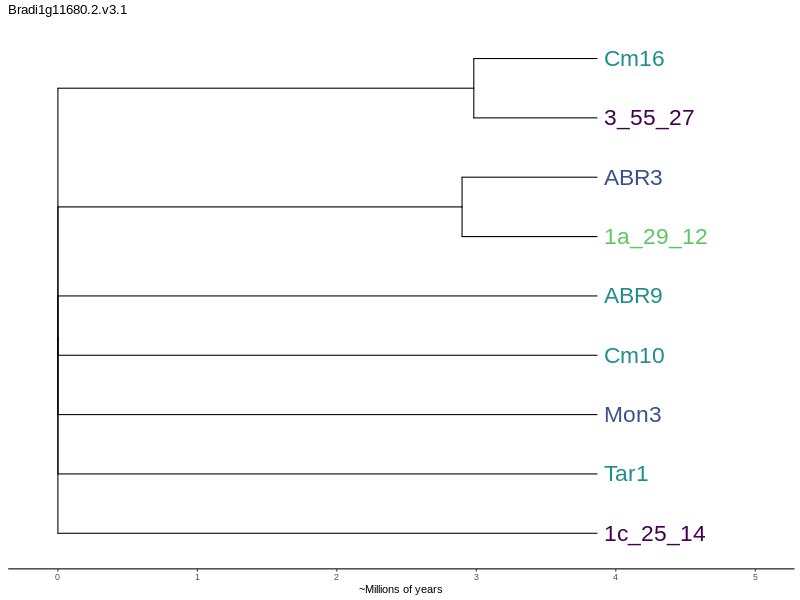 Bradi1g11680.2.v3.1
Cm16
3_55_27
ABR3
1a_29_12
ABR9
Cm10
Mon3
Tar1
1c_25_14
0 1 2 3 4 5
~Millions of years